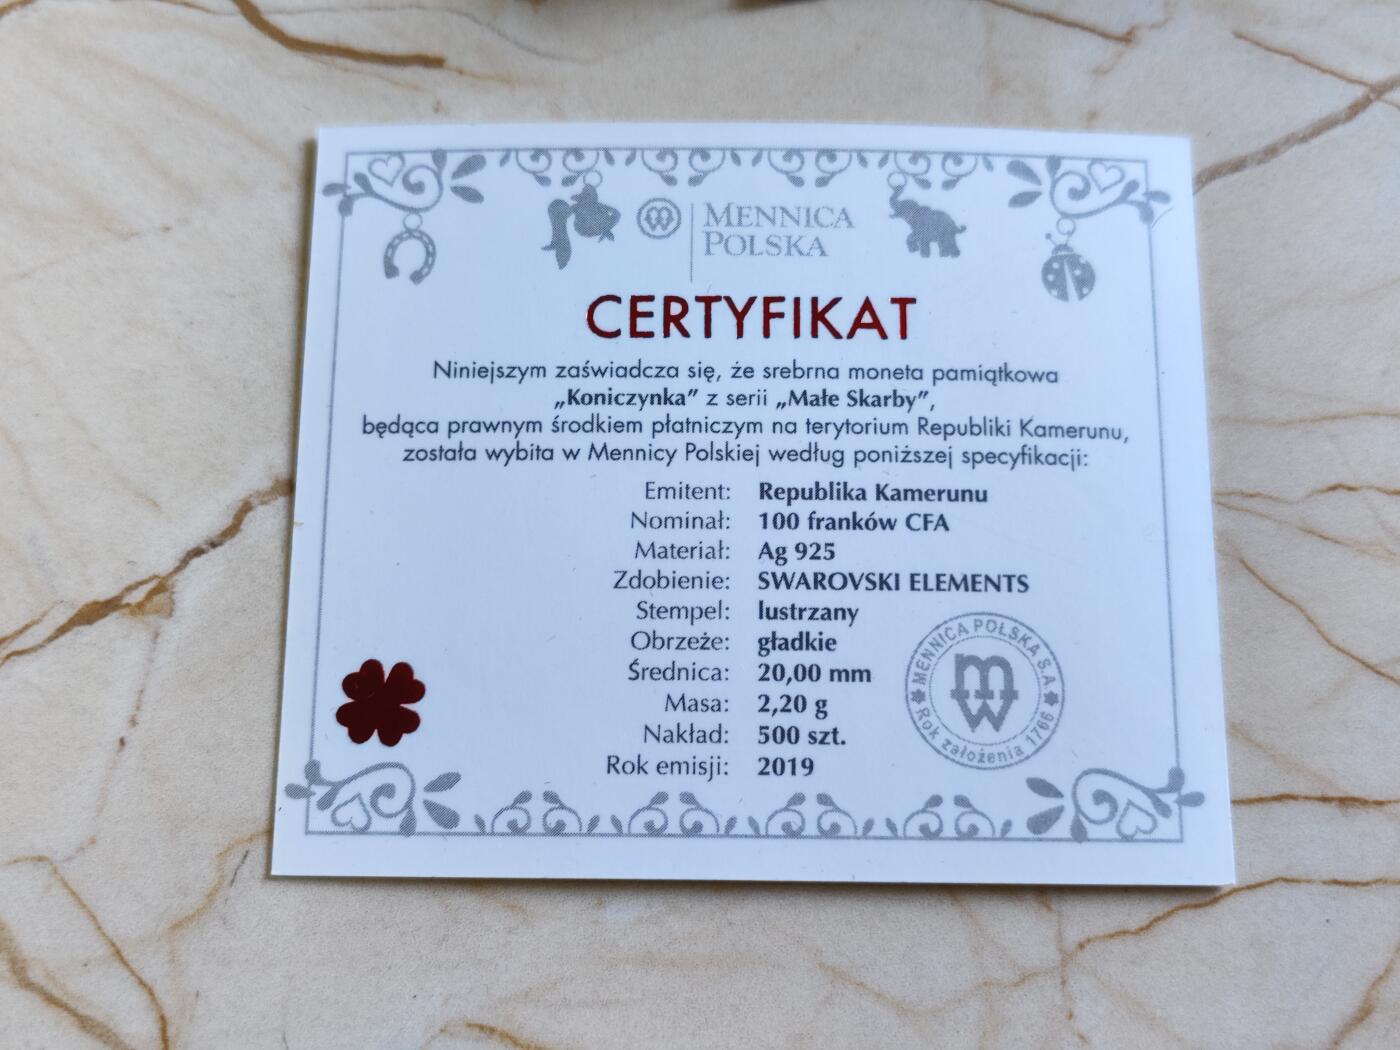 MENNICA
POLSKA
CERTYFIKAT
Niniejszym zaświadcza się, że srebrna moneta pamiątkowa
„Koniczynka” z serii „Małe Skarby”,
będąca prawnym środkiem płatniczym na terytorium Republiki Kamerunu,
została wybita w Mennicy Polskiej według poniższej specyfikacji:
Emitent: Republika Kamerunu
Nominał: 100 franków CFA
Materiał: Ag 925
Zdobienie: SWAROVSKI ELEMENTS
Stempel: lustrzany
Obrzeże: gładkie
Średnica: 20,00 mm
Masa: 2,20 g
Nakład: 500 szt.
Rok emisji: 2019
MENNICA POLSKA S.A.
Rok założenia 1766